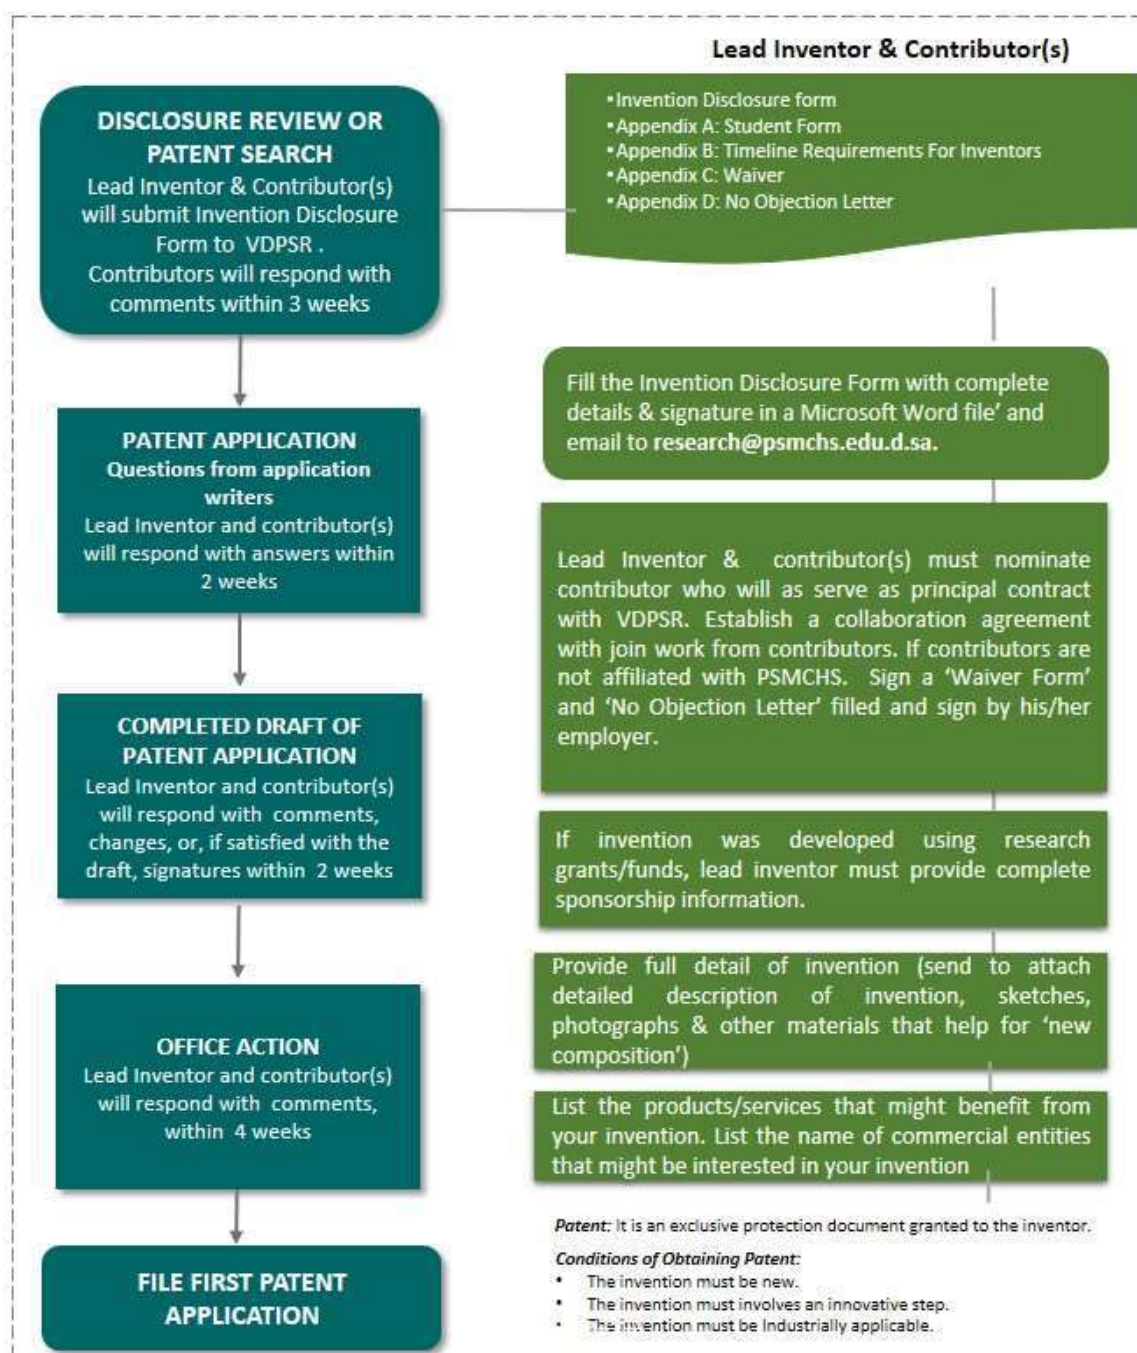 Lead Inventor & Contributor(s)
DISCLOSURE REVIEW OR
PATENT SEARCH
Lead Inventor & Contributor(s)
will submit Invention Disclosure
Form to VDPSR .
Contributors will respond with
comments within 3 weeks
•Invention Disclosure form
•Appendix A: Student Form
•Appendix B: Timeline Requirements For Inventors
•Appendix C: Waiver
•Appendix D: No Objection Letter
PATENT APPLICATION
Questions from application
writers
Lead Inventor and contributor(s)
will respond with answers within
2 weeks
COMPLETED DRAFT OF
PATENT APPLICATION
Lead Inventor and contributor(s)
will respond with comments,
changes, or, if satisfied with the
draft, signatures within 2 weeks
OFFICE ACTION
Lead Inventor and contributor(s)
will respond with comments,
within 4 weeks
FILE FIRST PATENT
APPLICATION
Fill the Invention Disclosure Form with complete
details & signature in a Microsoft Word file’ and
email to research@psmchs.edu.d.sa.
Lead Inventor & contributor(s) must nominate
contributor who will as serve as principal contract
with VDPSR. Establish a collaboration agreement
with join work from contributors. If contributors are
not affiliated with PSMCHS. Sign a ‘Waiver Form’
and ‘No Objection Letter’ filled and sign by his/her
employer.
If invention was developed using research
grants/funds, lead inventor must provide complete
sponsorship information.
Provide full detail of invention (send to attach
detailed description of invention, sketches,
photographs & other materials that help for ‘new
composition’)
List the products/services that might benefit from
your invention. List the name of commercial entities
that might be interested in your invention
Patent: It is an exclusive protection document granted to the inventor.
Conditions of Obtaining Patent:
• The invention must be new.
• The invention must involves an innovative step.
• The invention must be Industrially applicable.